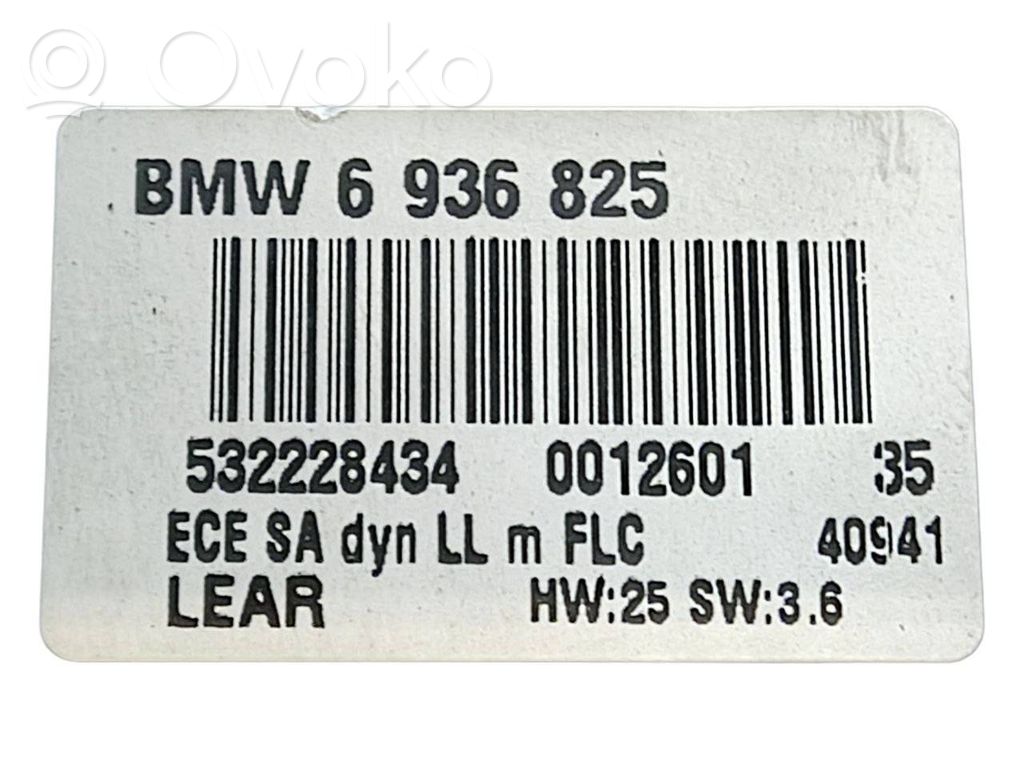 Ovoko
BMW 6 936 825
532228434 0012601 35
ECE SA dyn LL m FLC 40941
LEAR HW:25 SW:3.6